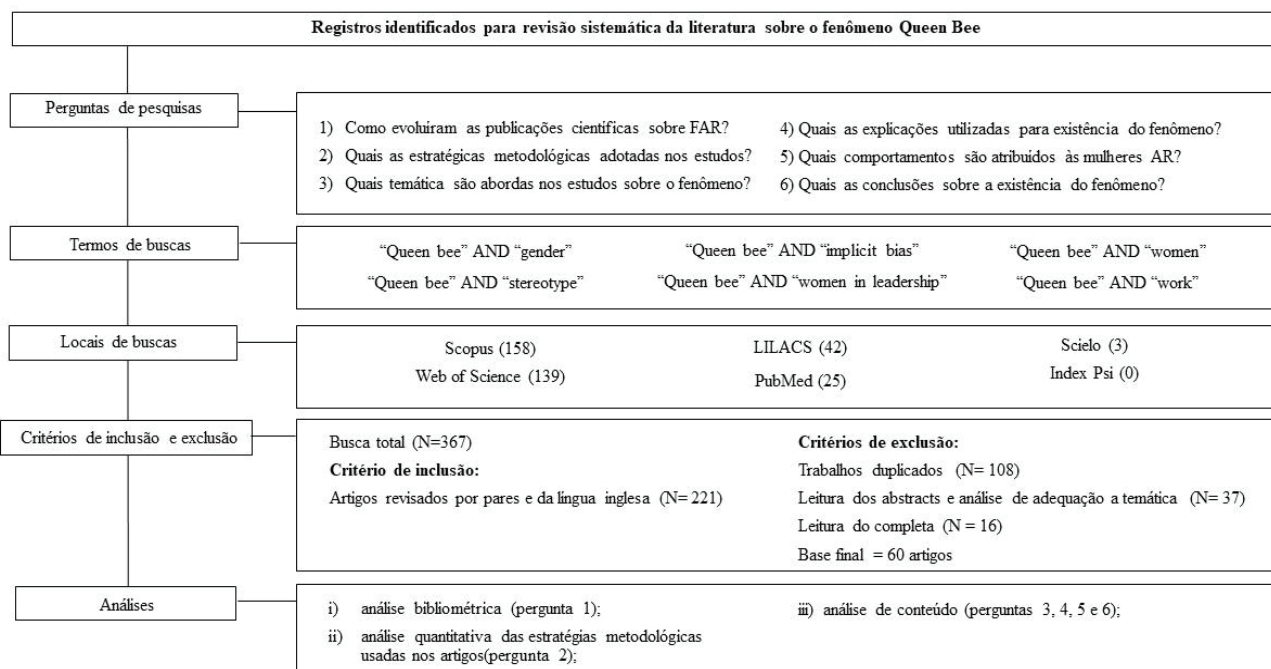 Registros identificados para revisão sistemática da literatura sobre o fenômeno Queen Bee
Perguntas de pesquisas
1) Como evoluiram as publicações cientificas sobre FAR?
2) Quais as estratégicas metodológicas adotadas nos estudos?
3) Quais temática são abordas nos estudos sobre o fenômeno?
4) Quais as explicações utilizadas para existência do fenômeno?
5) Quais comportamentos são atribuídos às mulheres AR?
6) Quais as conclusões sobre a existência do fenômeno?
Termos de buscas
“Queen bee” AND “gender”
“Queen bee” AND “implicit bias”
“Queen bee” AND “women”
“Queen bee” AND “stereotype”
“Queen bee” AND “women in leadership”
“Queen bee” AND “work”
Locais de buscas
Scopus (158)
LILACS (42)
Scielo (3)
Web of Science (139)
PubMed (25)
Index Psi (0)
Critérios de inclusão e exclusão
Busca total (N=367)
Critério de inclusão:
Artigos revisados por pares e da língua inglesa (N= 221)
Critérios de exclusão:
Trabalhos duplicados (N= 108)
Leitura dos abstracts e análise de adequação a temática (N= 37)
Leitura do completa (N = 16)
Base final = 60 artigos
Análises
i) análise bibliométrica (pergunta 1);
ii) análise quantitativa das estratégias metodológicas
usadas nos artigos(pergunta 2);
iii) análise de conteúdo (perguntas 3, 4, 5 e 6);